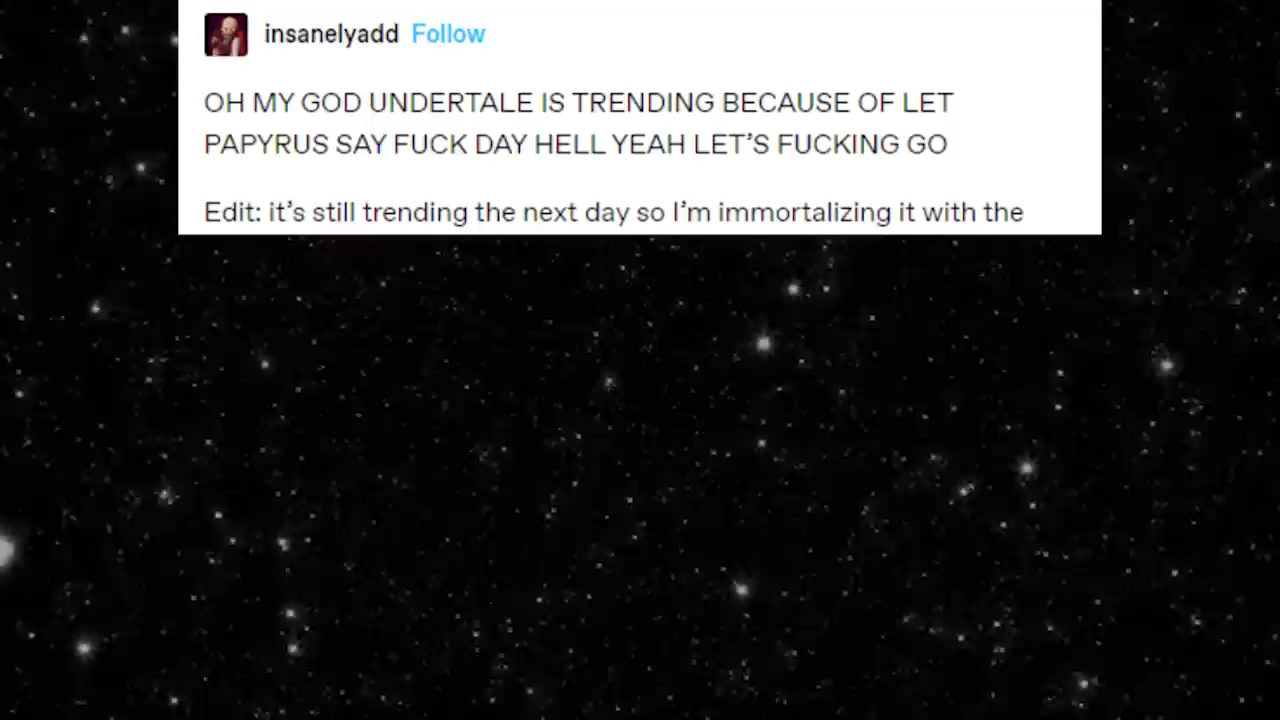 insanelyadd Follow
OH MY GOD UNDERTALE IS TRENDING BECAUSE OF LET
PAPYRUS SAY FUCK DAY HELL YEAH LET’S FUCKING GO
Edit: it’s still trending the next day so I’m immortalizing it with the